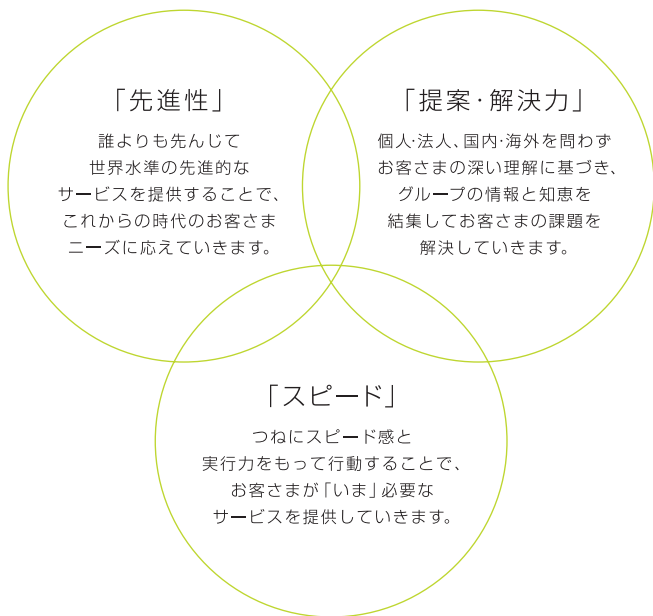 「先進性」
誰よりも先んじて
世界水準の先進的な
サービスを提供することで、
これからの時代のお客さま
ニーズに応えていきます。
「提案・解決力」
個人・法人、国内・海外を問わず
お客さまの深い理解に基づき、
グループの情報と知恵を
結集してお客さまの課題を
解決していきます。
「スピード」
つねにスピード感と
実行力をもって行動することで、
お客さまが「いま」必要な
サービスを提供していきます。